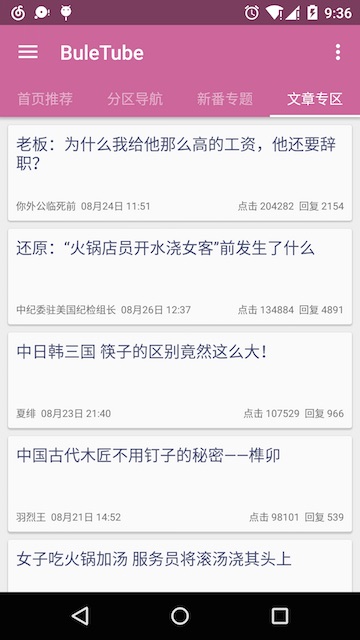 9:36
BuleTube
首页推荐 分区导航 新番专题 文章专区
老板：为什么我给他那么高的工资，他还要辞
职？
你外公临死前 08月24日 11:51 点击 204282 回复 2154
还原：“火锅店员开水浇女客”前发生了什么
中纪委驻美国纪检组长 08月26日 12:37 点击 134884 回复 4891
中日韩三国 筷子的区别竟然这么大！
夏绯 08月23日 21:40 点击 107529 回复 966
中国古代木匠不用钉子的秘密——榫卯
羽烈王 08月21日 14:52 点击 98101 回复 539
女子吃火锅加汤 服务员将滚汤浇其头上